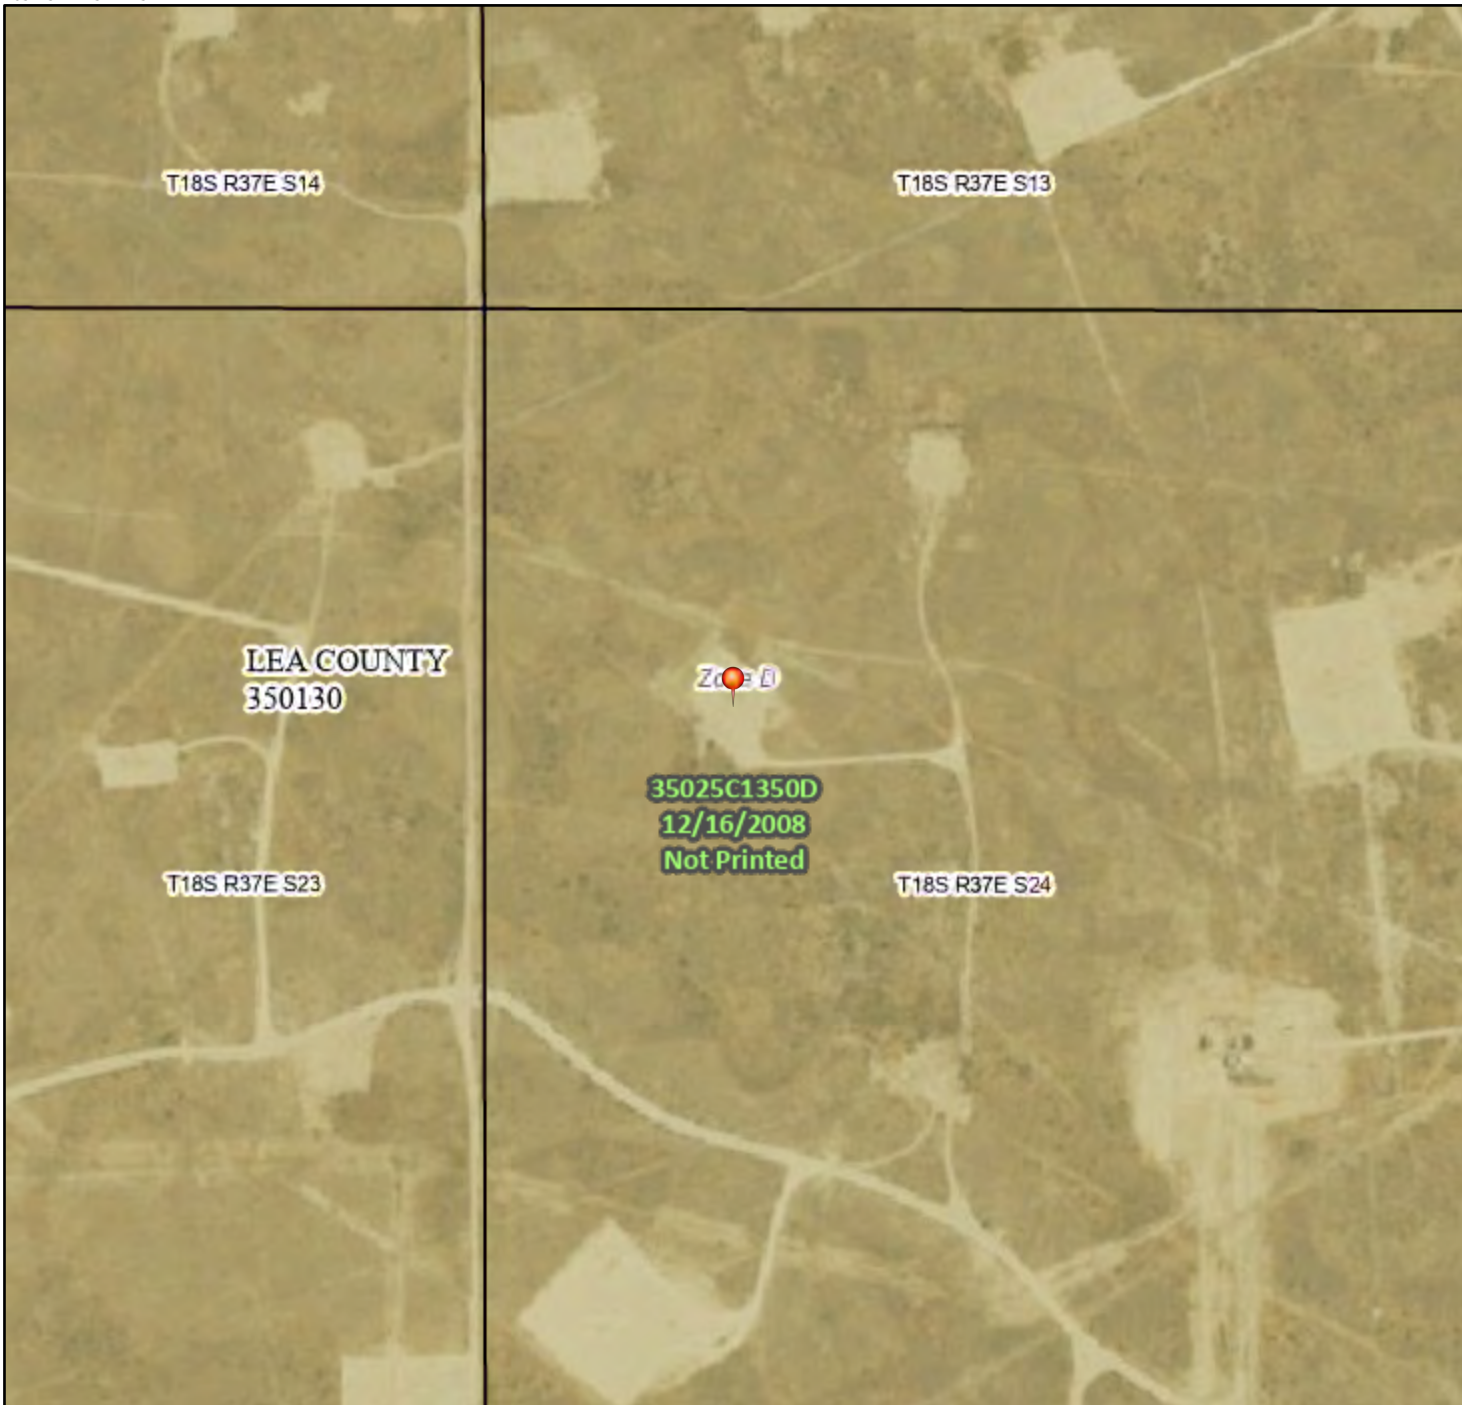 T18S R37E S14
T18S R37E S13
LEA COUNTY
350130
35025C1350D
12/16/2008
Not Printed
T18S R37E S23
T18S R37E S24